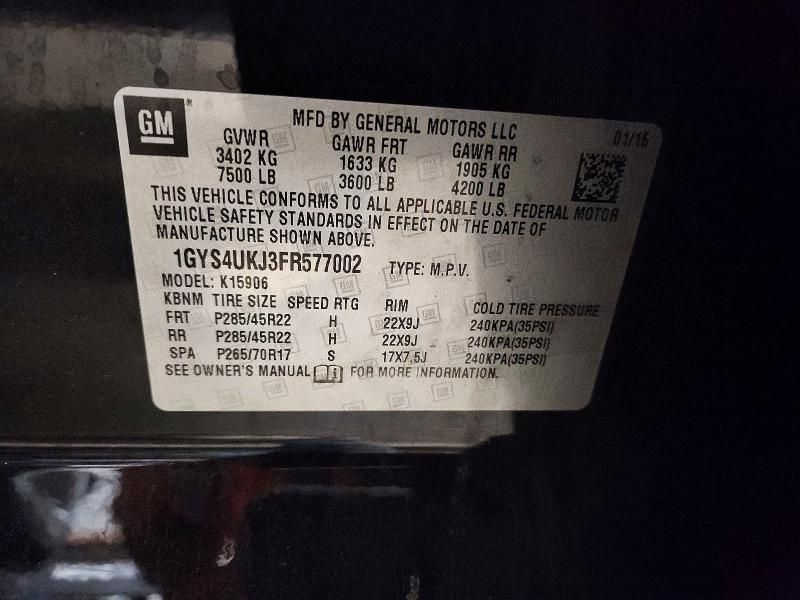 GM
MFD BY GENERAL MOTORS LLC
01/15
GVWR GAWR FRT GAWR RR
3402 KG 1633 KG 1905 KG
7500 LB 3600 LB 4200 LB
THIS VEHICLE CONFORMS TO ALL APPLICABLE U.S. FEDERAL MOTOR
VEHICLE SAFETY STANDARDS IN EFFECT ON THE DATE OF
MANUFACTURE SHOWN ABOVE.
1GYS4UKJ3FR577002 TYPE: M.P.V.
MODEL: K15906
KBNM TIRE SIZE SPEED RTG RIM COLD TIRE PRESSURE
FRT P285/45R22 H 22X9J 240KPA(35PSI)
RR P285/45R22 H 22X9J 240KPA(35PSI)
SPA P265/70R17 S 17X7.5J 240KPA(35PSI)
SEE OWNER'S MANUAL FOR MORE INFORMATION.